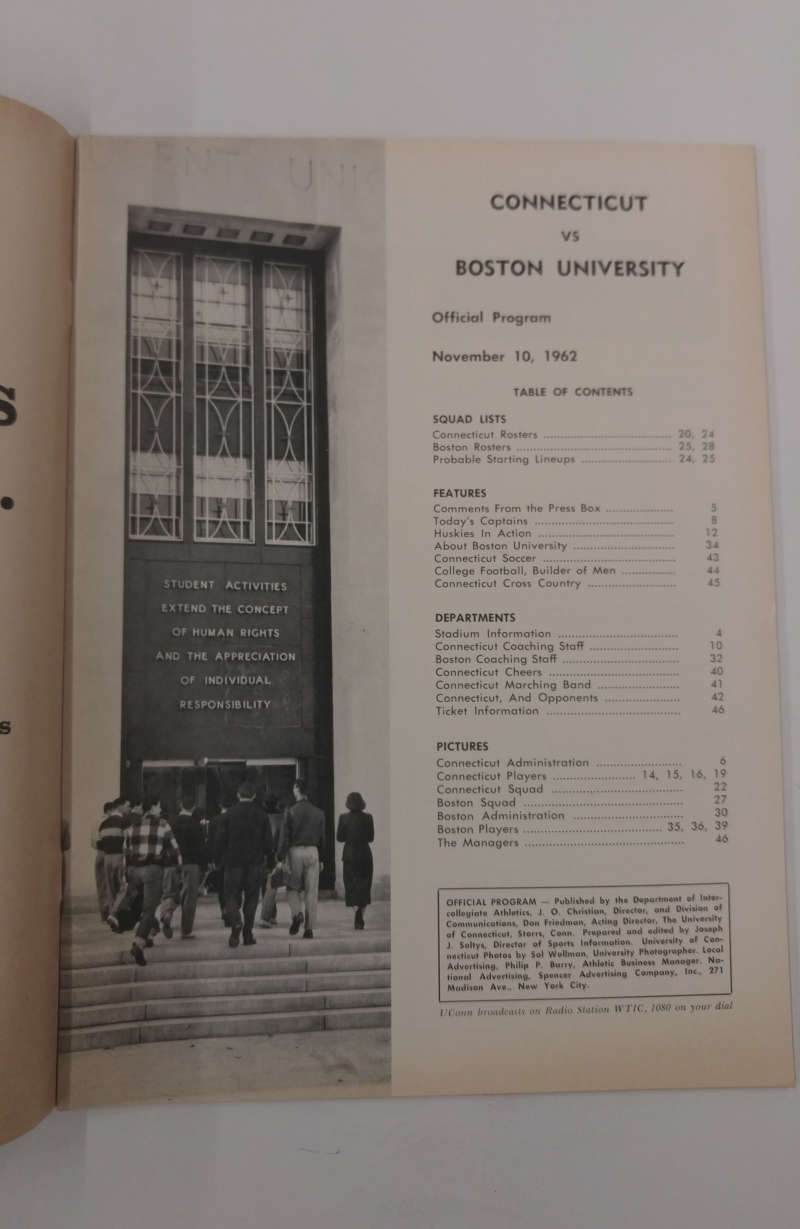 S
.
s
STUDENT ACTIVITIES
EXTEND THE CONCEPT
OF HUMAN RIGHTS
AND THE APPRECIATION
OF INDIVIDUAL
RESPONSIBILITY
CONNECTICUT
VS
BOSTON UNIVERSITY
Official Program
November 10, 1962
TABLE OF CONTENTS
SQUAD LISTS
Connecticut Rosters ........................................ 20, 24
Boston Rosters ................................................ 25, 28
Probable Starting Lineups ............................ 24, 25
FEATURES
Comments From the Press Box ..................... 5
Today's Captains .......................................... 8
Huskies In Action ......................................... 12
About Boston University ............................... 34
Connecticut Soccer ........................................ 43
College Football, Builder of Men ................ 44
Connecticut Cross Country ........................... 45
DEPARTMENTS
Stadium Information .................................... 4
Connecticut Coaching Staff ........................... 10
Boston Coaching Staff ................................... 32
Connecticut Cheers ....................................... 40
Connecticut Marching Band ......................... 41
Connecticut, And Opponents ....................... 42
Ticket Information ........................................ 46
PICTURES
Connecticut Administration .......................... 6
Connecticut Players ......................... 14, 15, 16, 19
Connecticut Squad ........................................ 22
Boston Squad ................................................ 27
Boston Administration ................................. 30
Boston Players .......................................... 35, 36, 39
The Managers ................................................ 46
OFFICIAL PROGRAM — Published by the Department of Inter-
collegiate Athletics, J. O. Christian, Director, and Division of
Communications, Don Friedman, Acting Director, The University
of Connecticut, Storrs, Conn. Prepared and edited by Joseph
J. Soltys, Director of Sports Information. University of Con-
necticut Photos by Sol Wollman, University Photographer. Local
Advertising, Philip P. Barry, Athletic Business Manager. Na-
tional Advertising, Spencer Advertising Company, Inc., 271
Madison Ave., New York City.
UConn broadcasts on Radio Station WTIC, 1080 on your dial